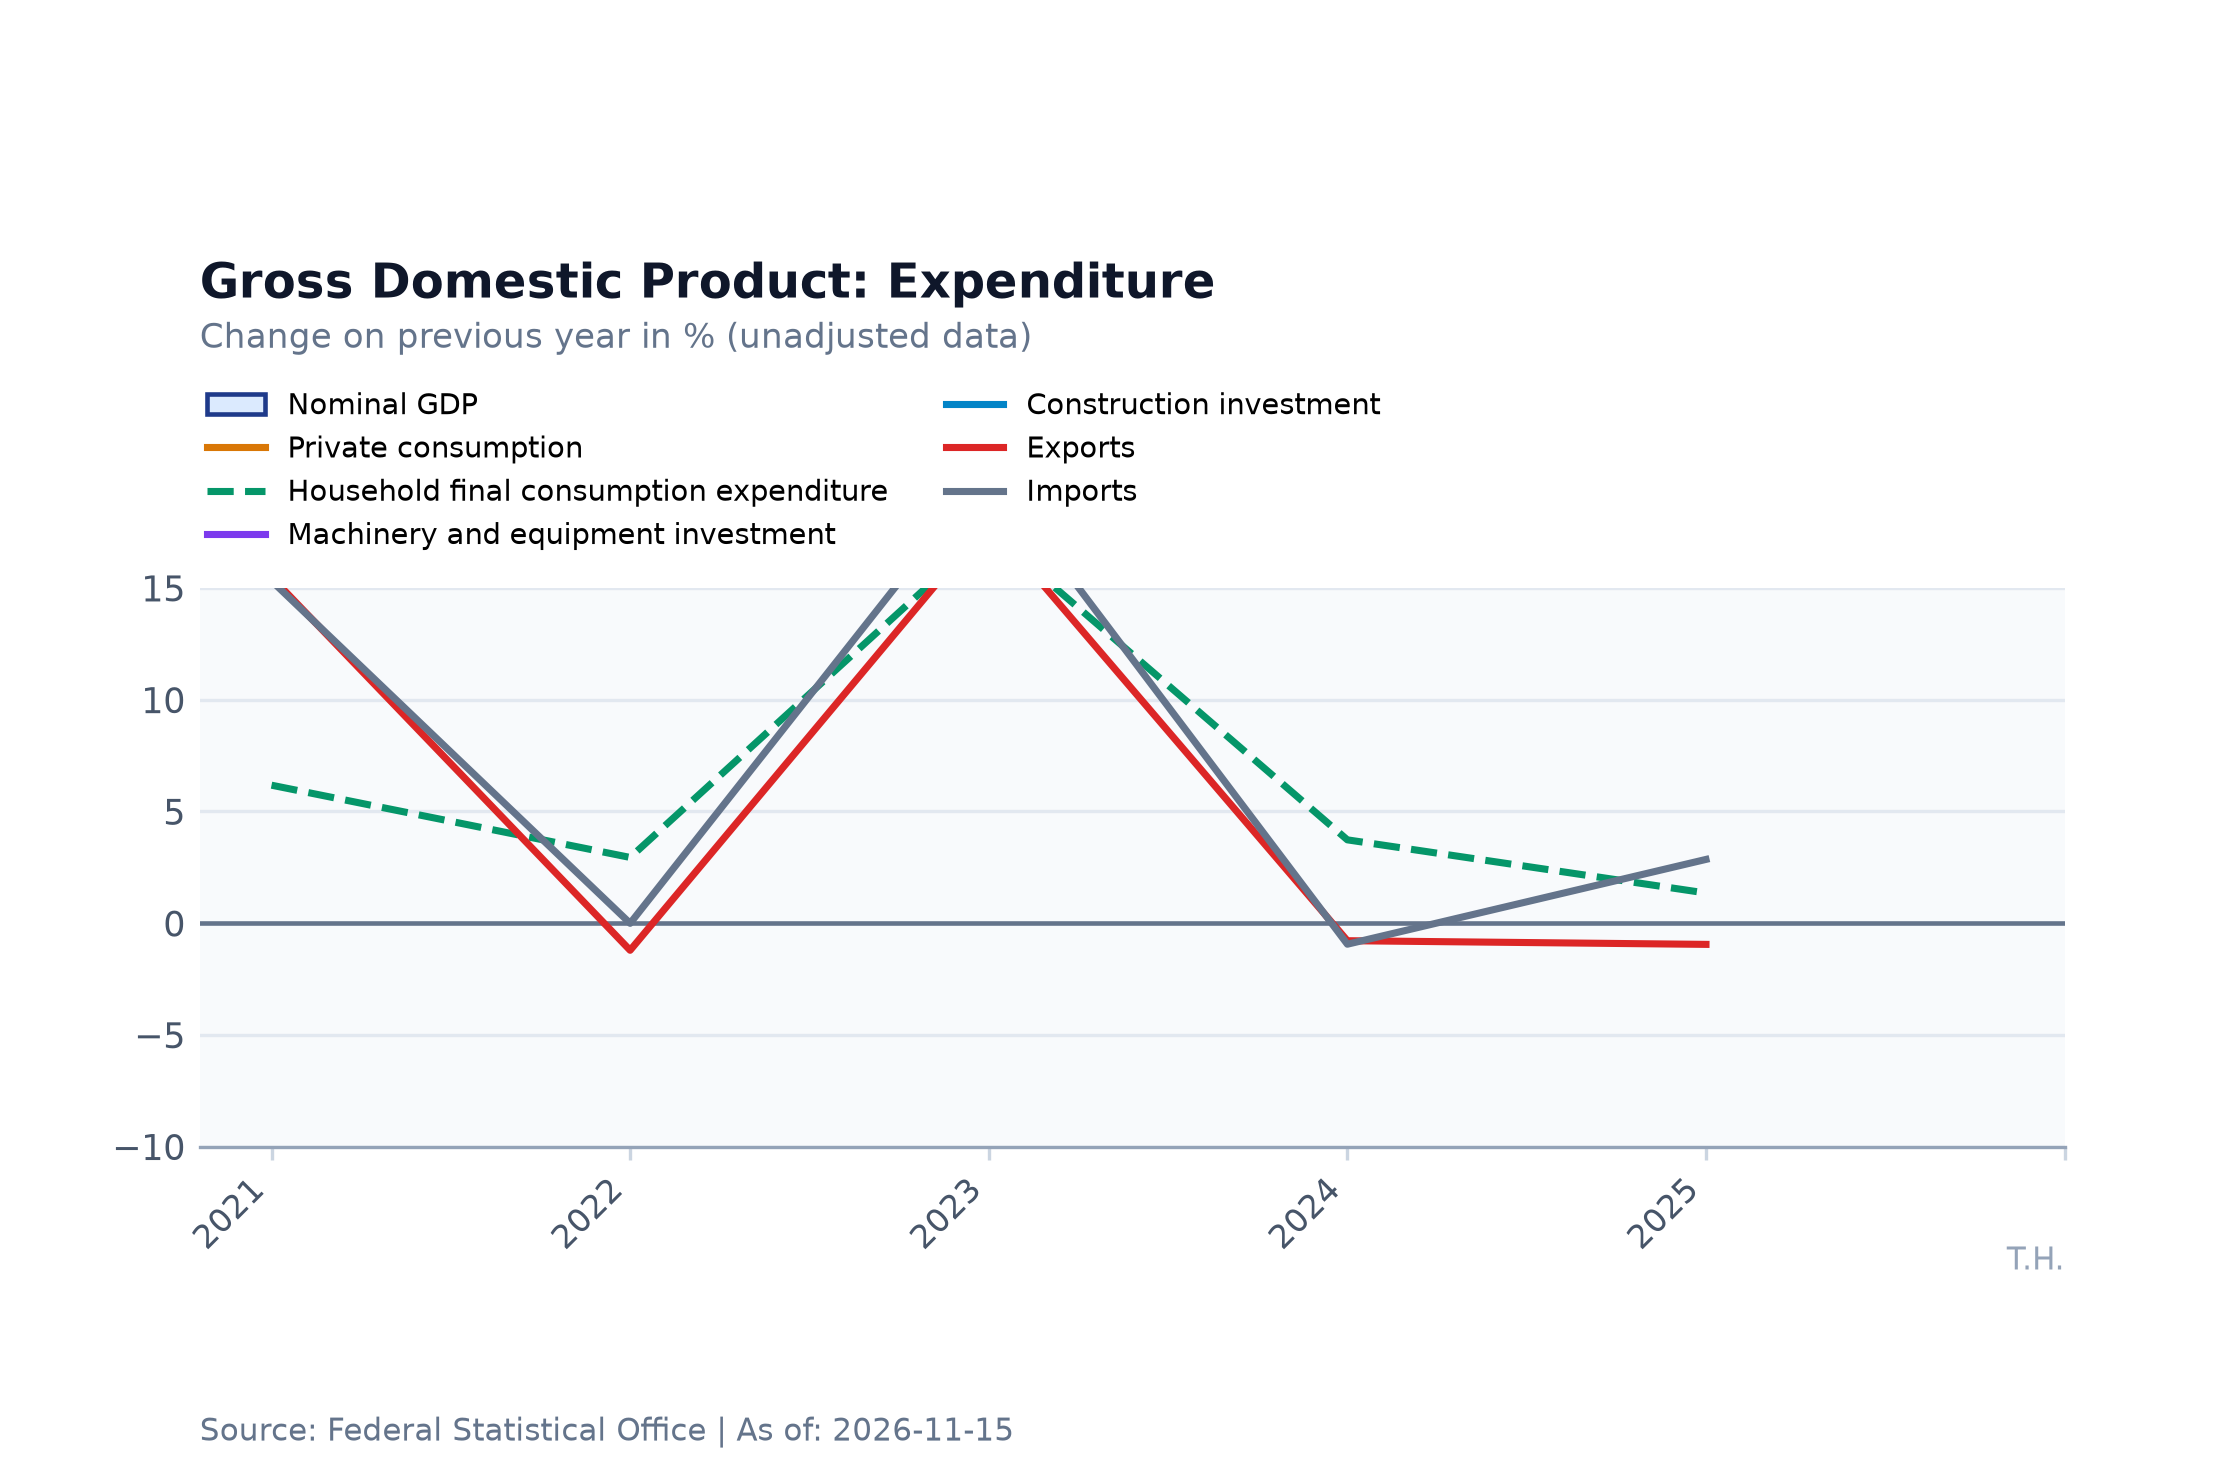 Gross Domestic Product: Expenditure
Change on previous year in % (unadjusted data)
Nominal GDP
Private consumption
Household final consumption expenditure
Machinery and equipment investment
Construction investment
Exports
Imports
15
10
5
0
−5
−10
2021
2022
2023
2024
2025
T.H.
Source: Federal Statistical Office | As of: 2026-11-15